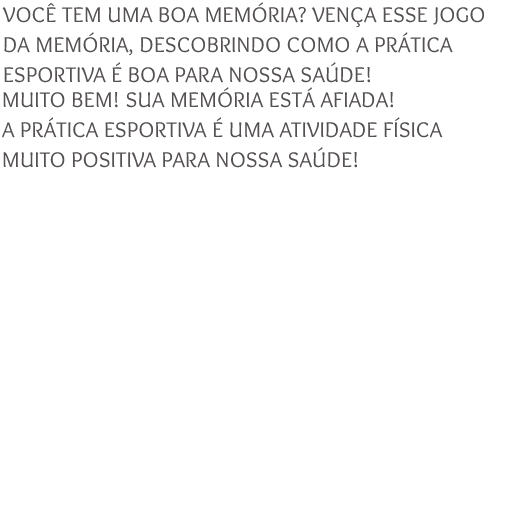 VOCÊ TEM UMA BOA MEMÓRIA? VENÇA ESSE JOGO
DA MEMÓRIA, DESCOBRINDO COMO A PRÁTICA
ESPORTIVA É BOA PARA NOSSA SAÚDE!
MUITO BEM! SUA MEMÓRIA ESTÁ AFIADA!
A PRÁTICA ESPORTIVA É UMA ATIVIDADE FÍSICA
MUITO POSITIVA PARA NOSSA SAÚDE!